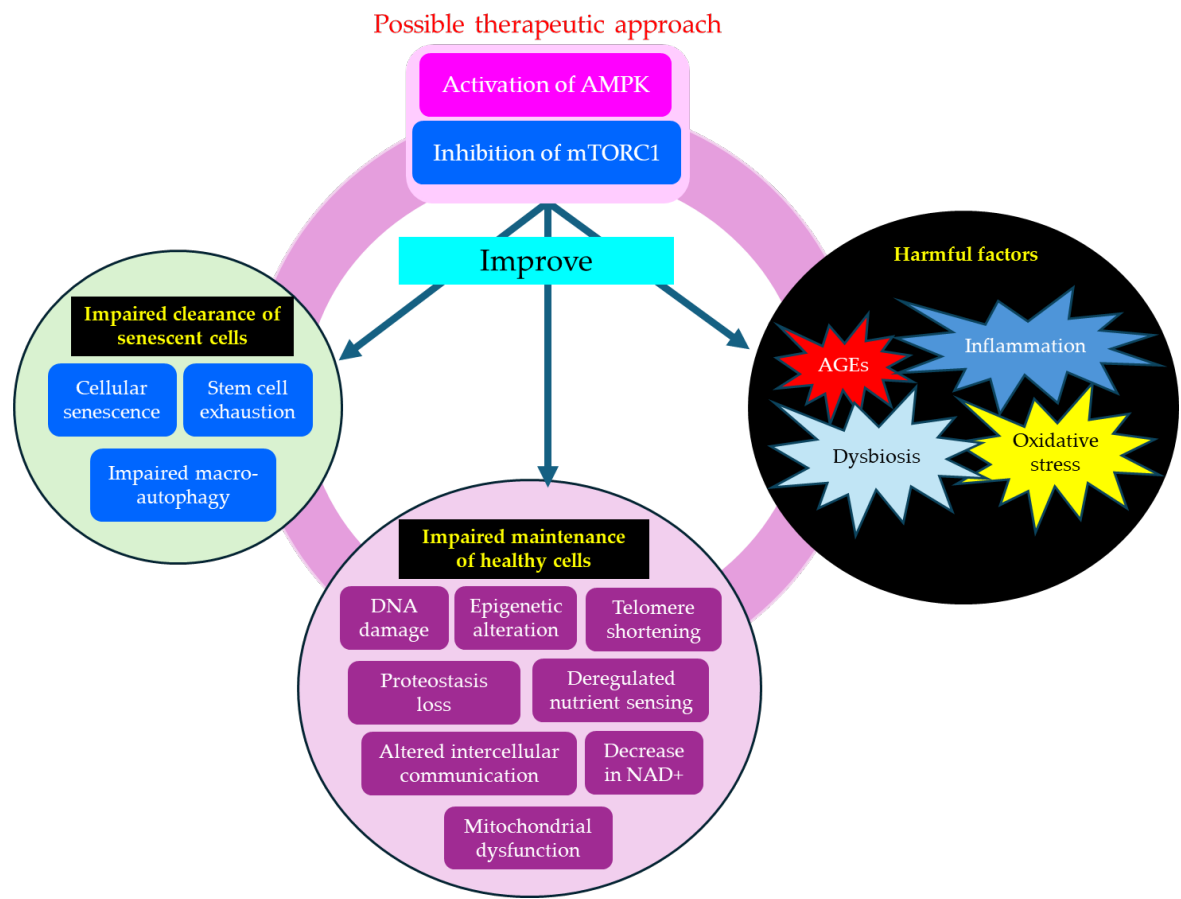 Possible therapeutic approach
Activation of AMPK
Inhibition of mTORC1
Improve
Impaired clearance of
senescent cells
Cellular
senescence
Stem cell
exhaustion
Impaired macro-
autophagy
Impaired maintenance
of healthy cells
DNA
damage
Epigenetic
alteration
Telomere
shortening
Proteostasis
loss
Deregulated
nutrient sensing
Altered intercellular
communication
Decrease
in NAD+
Mitochondrial
dysfunction
Harmful factors
AGEs
Inflammation
Dysbiosis
Oxidative
stress